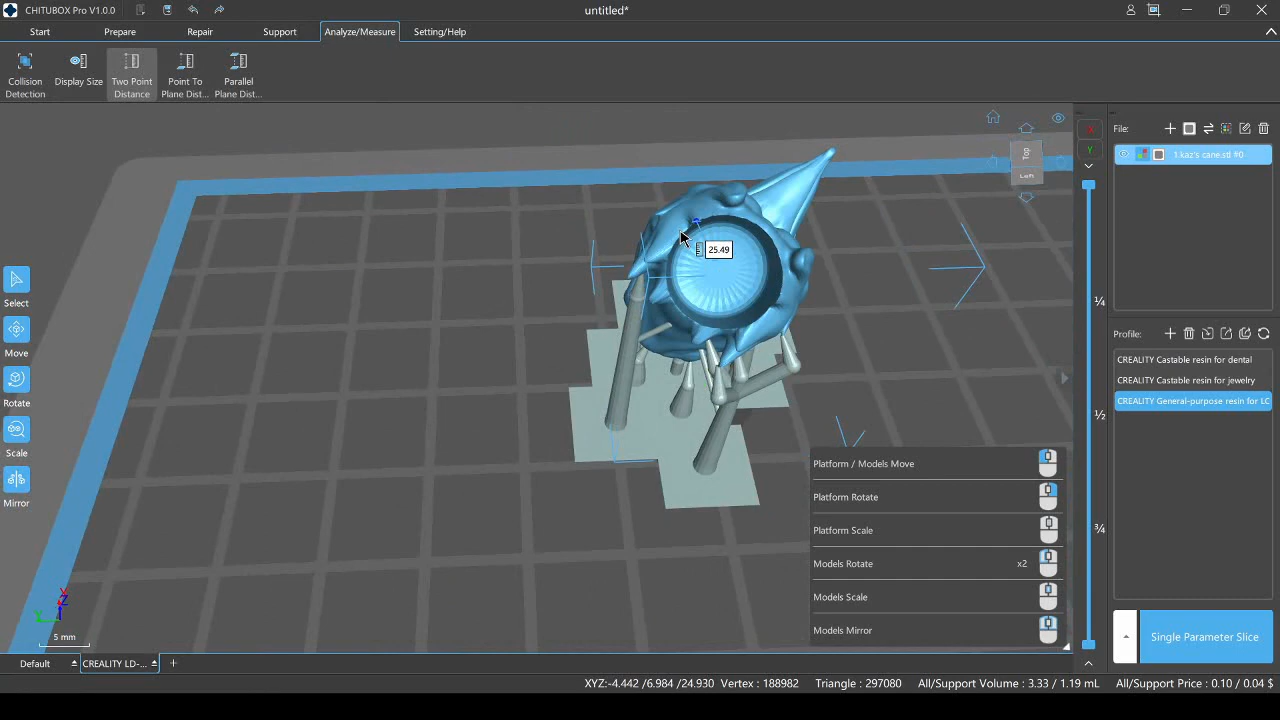 CHITUBOX Pro V1.0.0
untitled*
Start
Prepare
Repair
Support
Analyze/Measure
Setting/Help
Collision
Detection
Display Size
Two Point
Distance
Point To
Plane Dist...
Parallel
Plane Dist...
File:
1.kaz's cane.stl #0
X
Y
Top
Left
25.49
Select
Move
Rotate
Scale
Mirror
¼
½
¾
Profile:
CREALITY Castable resin for dental
CREALITY Castable resin for jewelry
CREALITY General-purpose resin for LC
Platform / Models Move
Platform Rotate
Platform Scale
Models Rotate x2
Models Scale
Models Mirror
X
Z
Y
5 mm
Single Parameter Slice
Default
CREALITY LD-...
XYZ:-4.442 /6.984 /24.930 Vertex : 188982 Triangle : 297080 All/Support Volume : 3.33 / 1.19 mL All/Support Price : 0.10 / 0.04 $